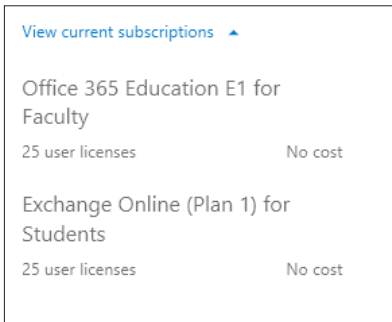 View current subscriptions
Office 365 Education E1 for
Faculty
25 user licenses No cost
Exchange Online (Plan 1) for
Students
25 user licenses No cost